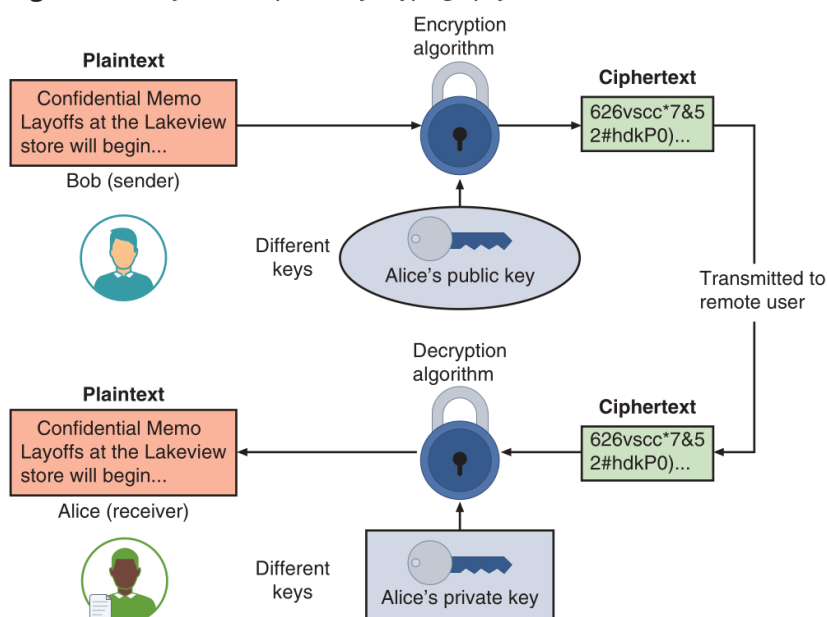 Encryption
algorithm
Plaintext
Ciphertext
Confidential Memo
Layoffs at the Lakeview
store will begin...
626vscc*7&5
2#hdkP0)...
Bob (sender)
Different
keys
Alice's public key
Transmitted to
remote user
Decryption
algorithm
Plaintext
Ciphertext
Confidential Memo
Layoffs at the Lakeview
store will begin...
626vscc*7&5
2#hdkP0)...
Alice (receiver)
Different
keys
Alice's private key